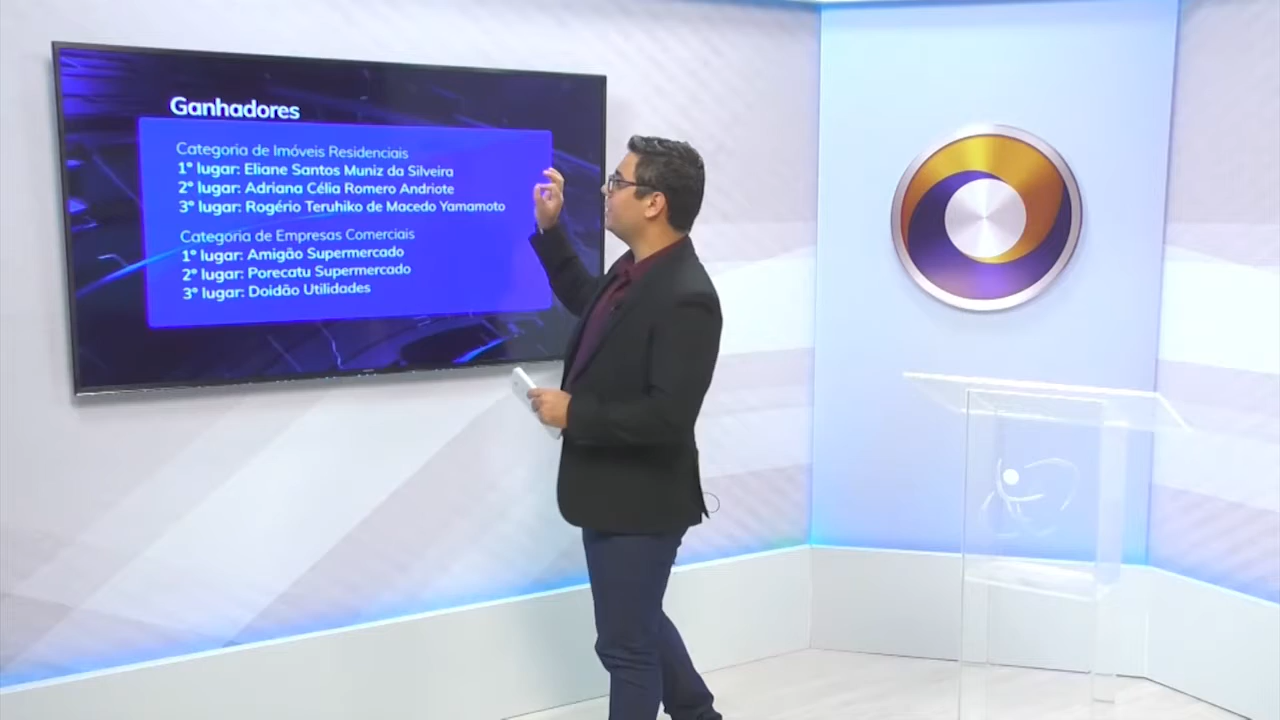 Ganhadores
Categoria de Imóveis Residenciais
1º lugar: Eliane Santos Muniz da Silveira
2º lugar: Adriana Célia Romero Andriote
3º lugar: Rogério Teruhiko de Macedo Yamamoto
Categoria de Empresas Comerciais
1º lugar: Amigão Supermercado
2º lugar: Porecatu Supermercado
3º lugar: Doidão Utilidades